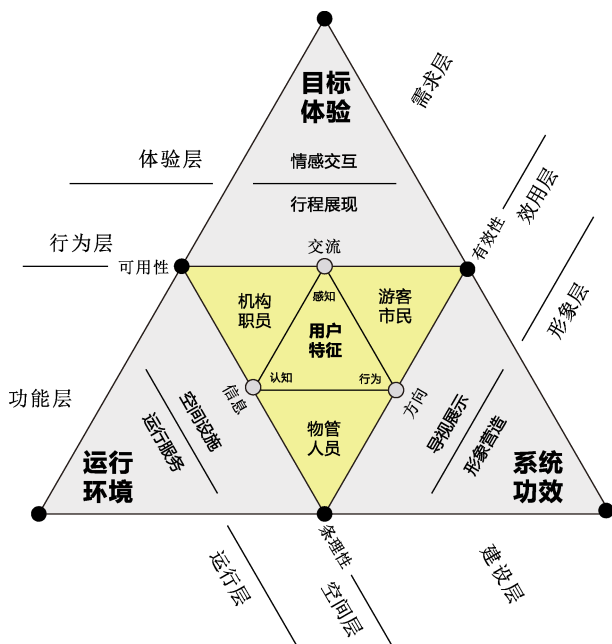 需求层
目标
体验
体验层
情感交互
效用层
行程展现
有效性
行为层
交流
可用性
形象层
机构
职员
感知
游客
市民
用户
特征
认知
行为
功能层
信息
方向
空间设施
运行服务
导视展示
形象营造
物管
人员
运行
环境
系统
功效
条理性
运行层
空间层
建设层